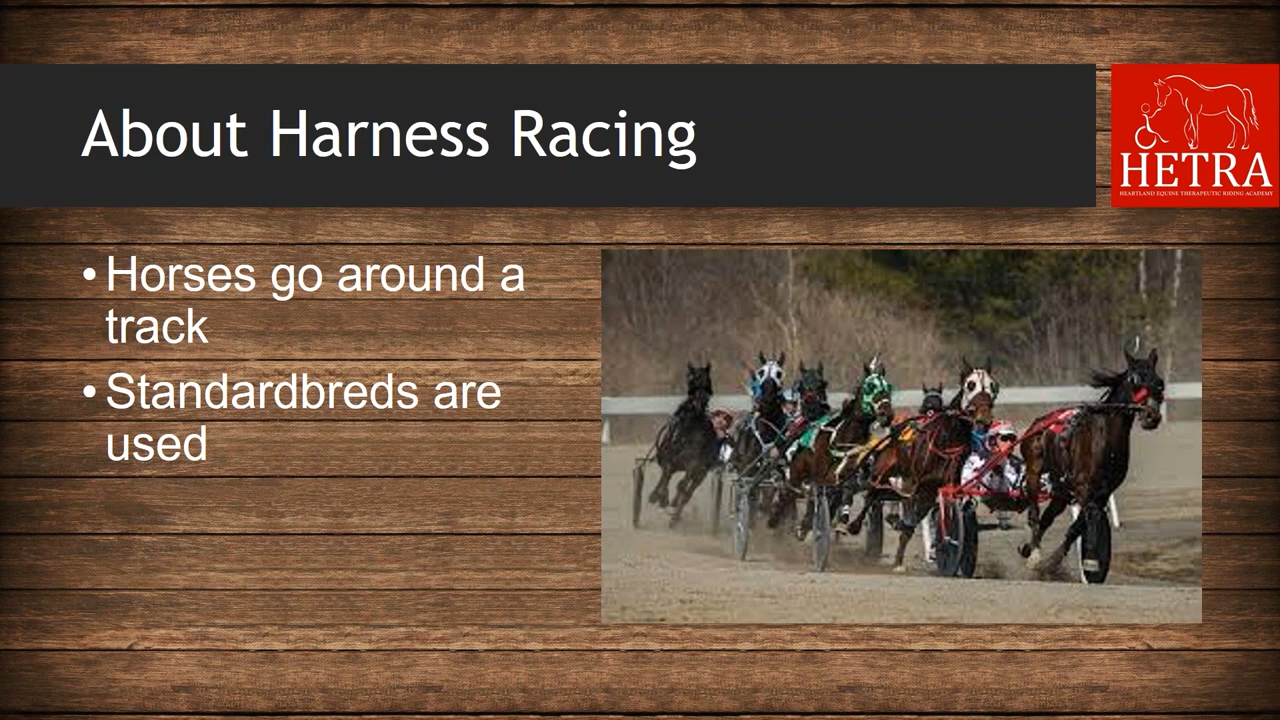 About Harness Racing
HETRA
HEARTLAND EQUINE THERAPEUTIC RIDING ACADEMY
• Horses go around a
track
• Standardbreds are
used